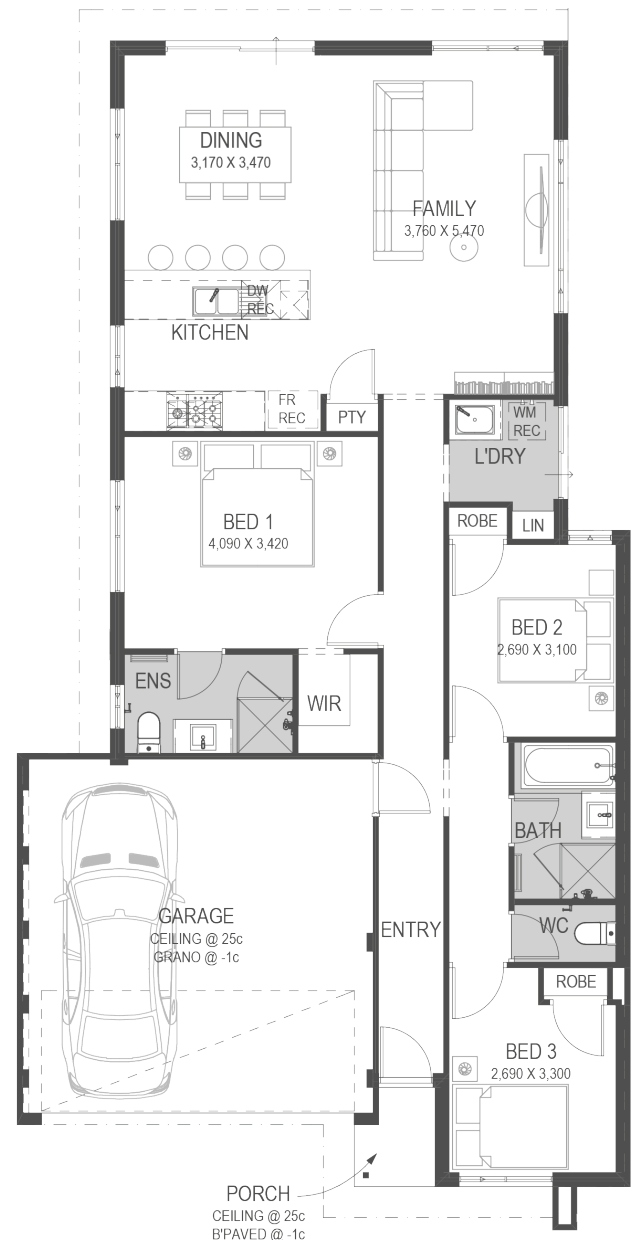 DINING
3,170 X 3,470
FAMILY
3,760 X 5,470
DW
REC
KITCHEN
FR
REC
PTY
WM
REC
L'DRY
ROBE
LIN
BED 1
4,090 X 3,420
BED 2
2,690 X 3,100
ENS
WIR
BATH
GARAGE
CEILING @ 25c
GRANO @ -1c
ENTRY
WC
ROBE
BED 3
2,690 X 3,300
PORCH
CEILING @ 25c
B'PAVED @ -1c